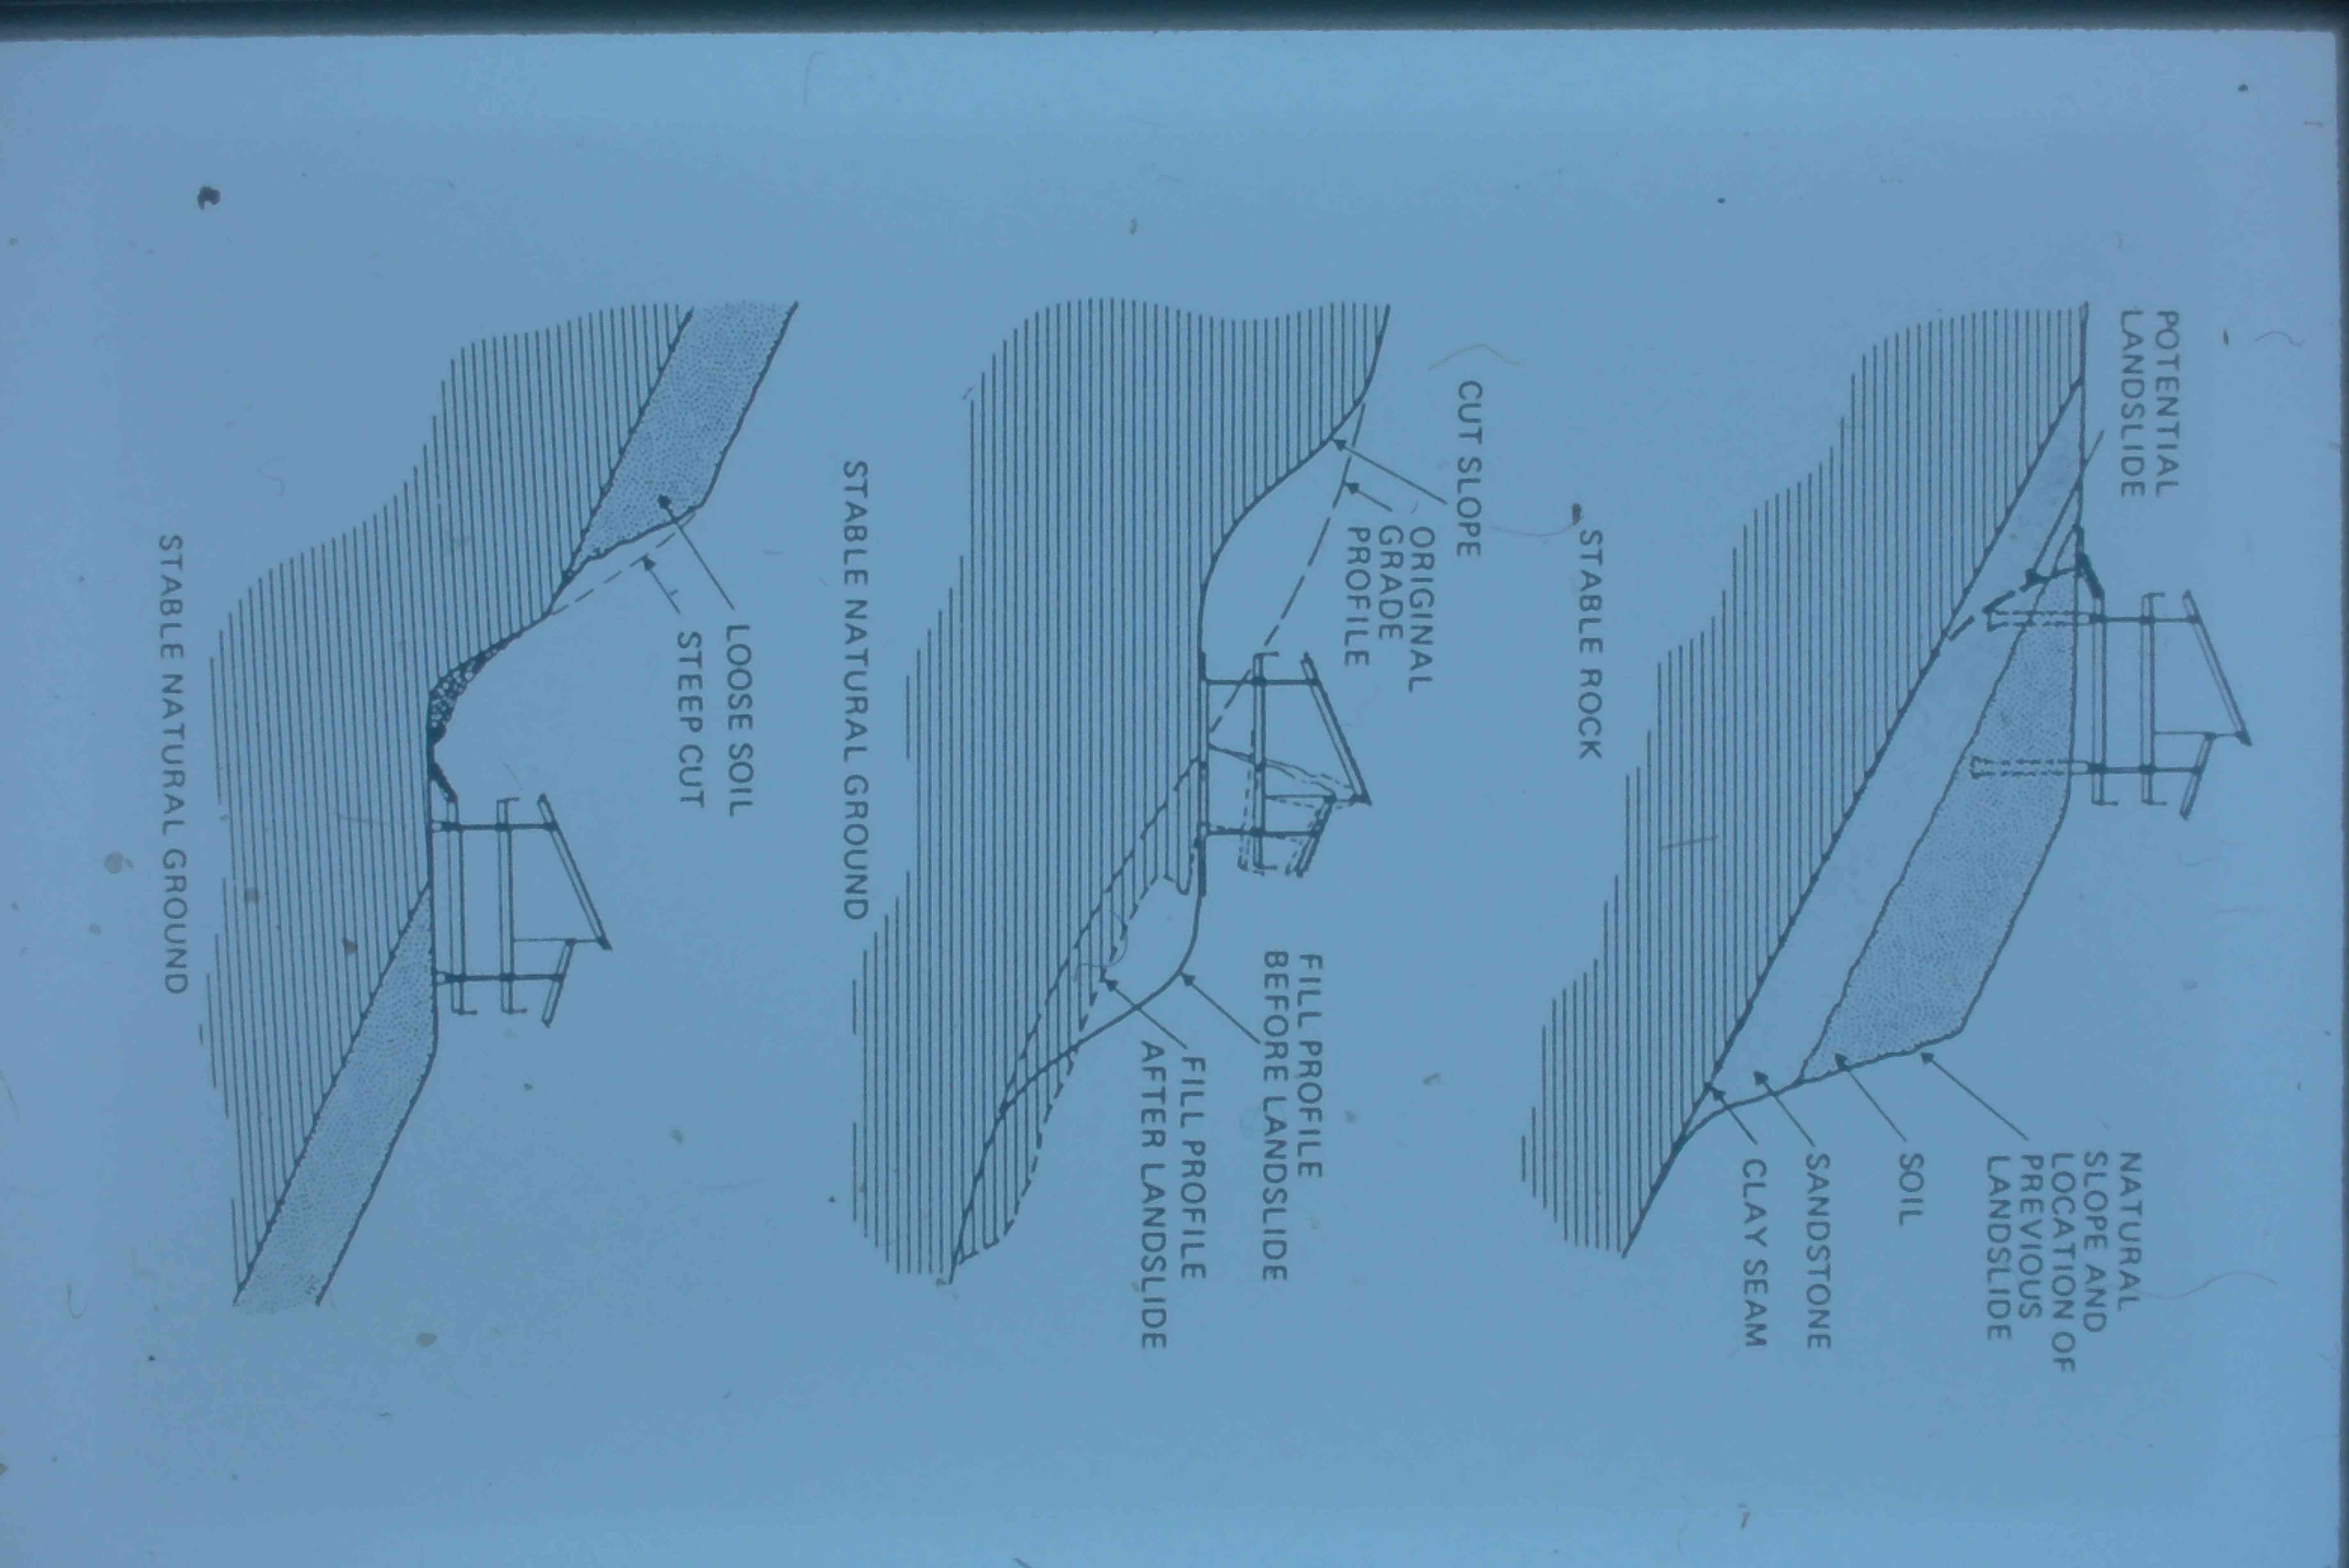 POTENTIAL
LANDSLIDE
NATURAL
SLOPE AND
LOCATION OF
PREVIOUS
LANDSLIDE
SOIL
SANDSTONE
CLAY SEAM
STABLE ROCK
CUT SLOPE
ORIGINAL
GRADE
PROFILE
FILL PROFILE
BEFORE LANDSLIDE
FILL PROFILE
AFTER LANDSLIDE
STABLE NATURAL GROUND
LOOSE SOIL
STEEP CUT
STABLE NATURAL GROUND